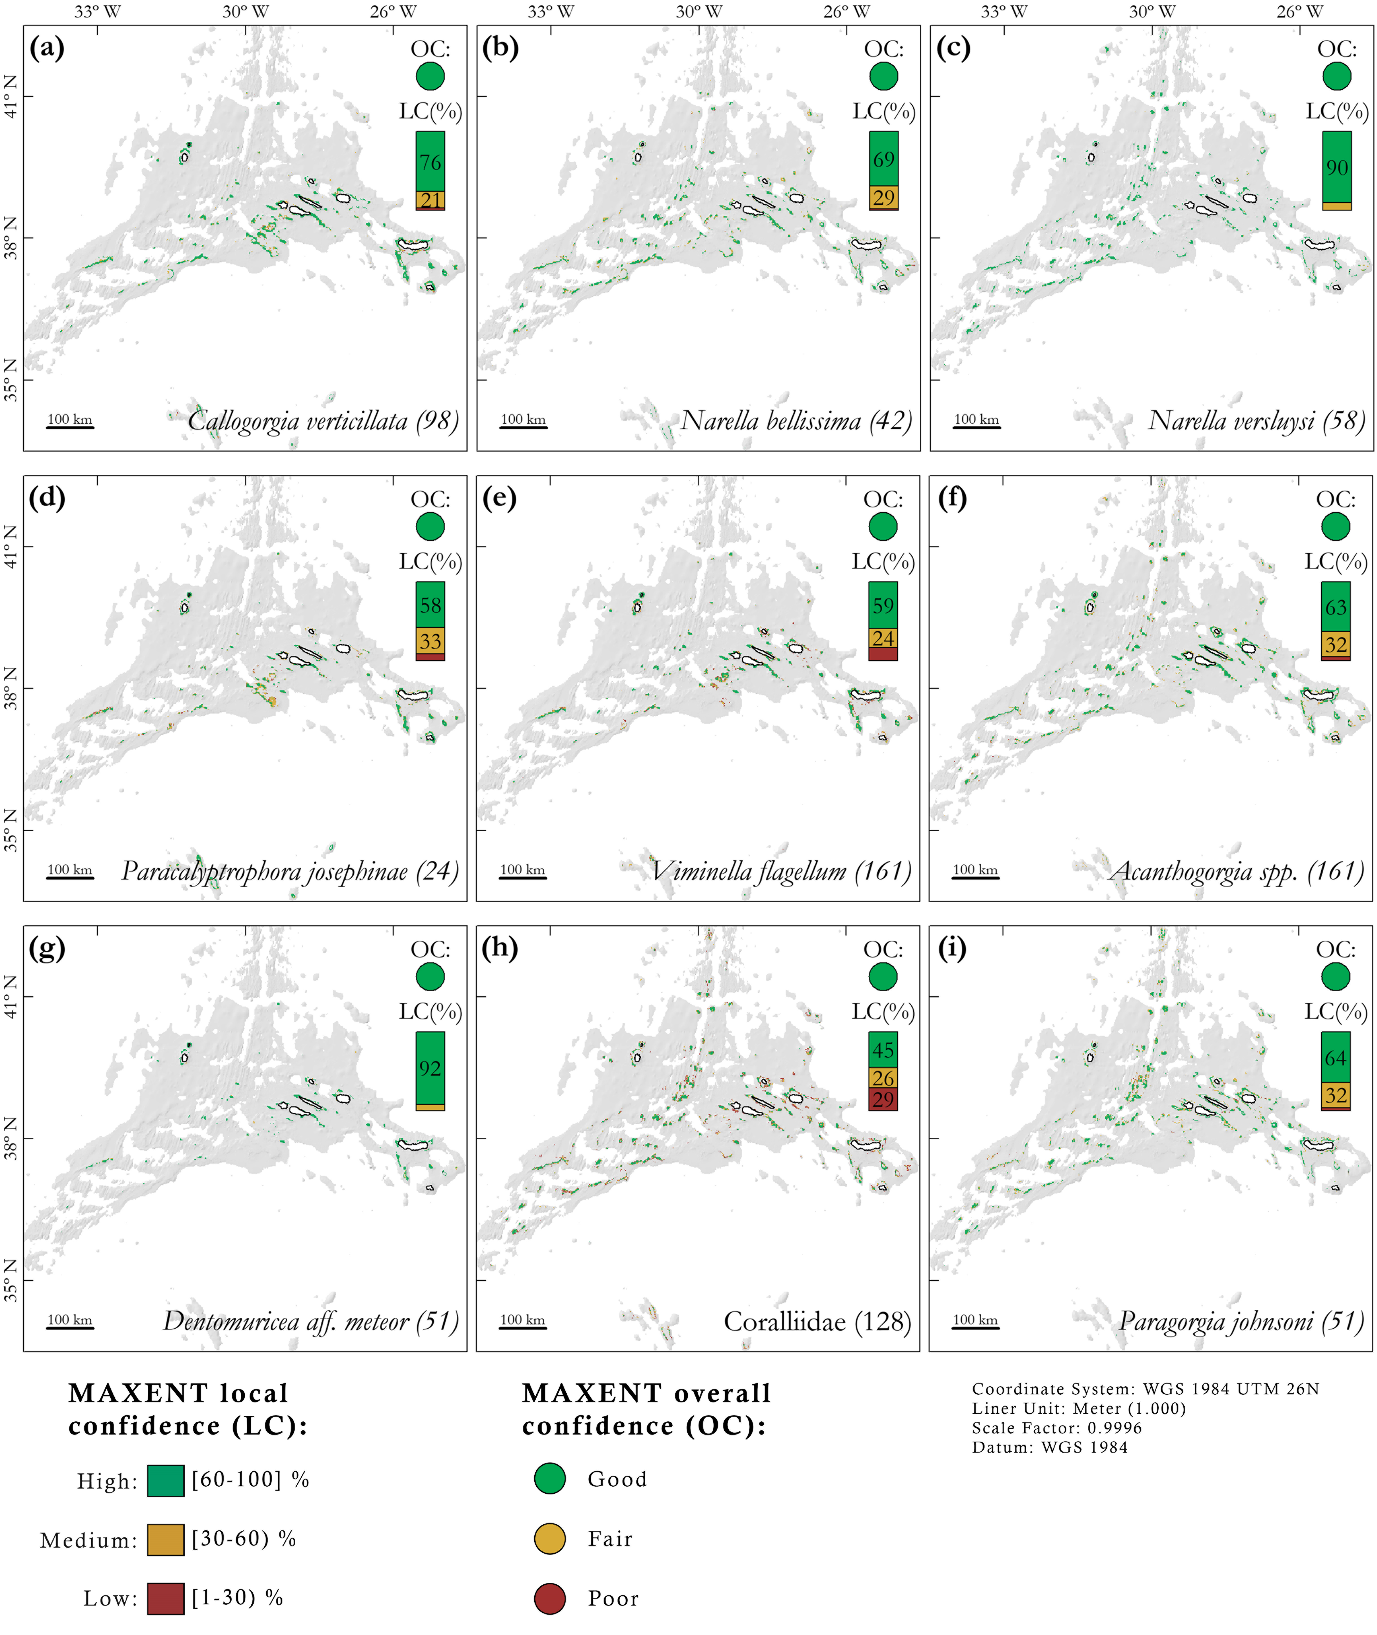 33° W 30° W 26° W 33° W 30° W 26° W 33° W 30° W 26° W
(a) OC: (b) OC: (c) OC:
41° N LC(%) LC(%) LC(%)
76 69 90
21 29
38° N
35° N
100 km Callogorgia verticillata (98) 100 km Narella bellissima (42) 100 km Narella versluysi (58)
(d) OC: (e) OC: (f) OC:
41° N LC(%) LC(%) LC(%)
58 59 63
33 24 32
38° N
35° N
100 km Paracalyptrophora josephinae (24) 100 km Viminella flagellum (161) 100 km Acanthogorgia spp. (161)
(g) OC: (h) OC: (i) OC:
41° N LC(%) LC(%) LC(%)
92 45 64
26 32
29
38° N
35° N
100 km Dentomuricea aff. meteor (51) 100 km Coralliidae (128) 100 km Paragorgia johnsoni (51)
MAXENT local
confidence (LC):
High: [60-100] %
Medium: [30-60) %
Low: [1-30) %
MAXENT overall
confidence (OC):
Good
Fair
Poor
Coordinate System: WGS 1984 UTM 26N
Liner Unit: Meter (1.000)
Scale Factor: 0.9996
Datum: WGS 1984